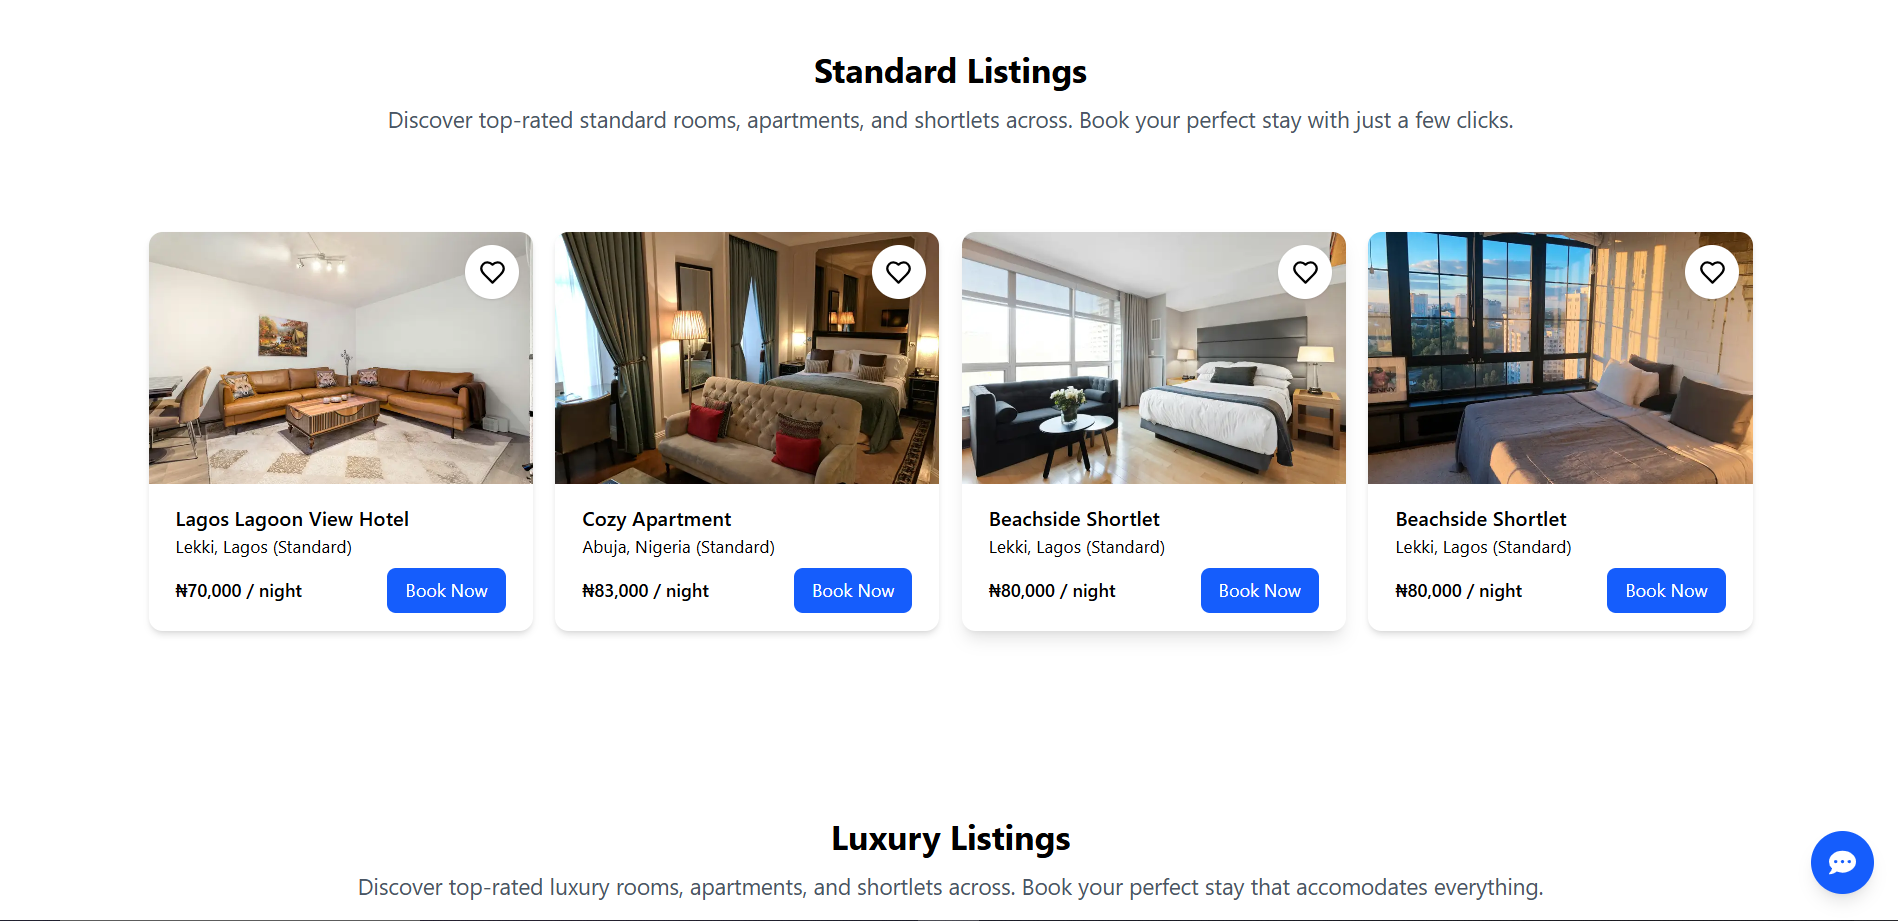 Standard Listings
Discover top-rated standard rooms, apartments, and shortlets across. Book your perfect stay with just a few clicks.
Lagos Lagoon View Hotel
Lekki, Lagos (Standard)
₦70,000 / night
Book Now
Cozy Apartment
Abuja, Nigeria (Standard)
₦83,000 / night
Book Now
Beachside Shortlet
Lekki, Lagos (Standard)
₦80,000 / night
Book Now
Beachside Shortlet
Lekki, Lagos (Standard)
₦80,000 / night
Book Now
Luxury Listings
Discover top-rated luxury rooms, apartments, and shortlets across. Book your perfect stay that accomodates everything.